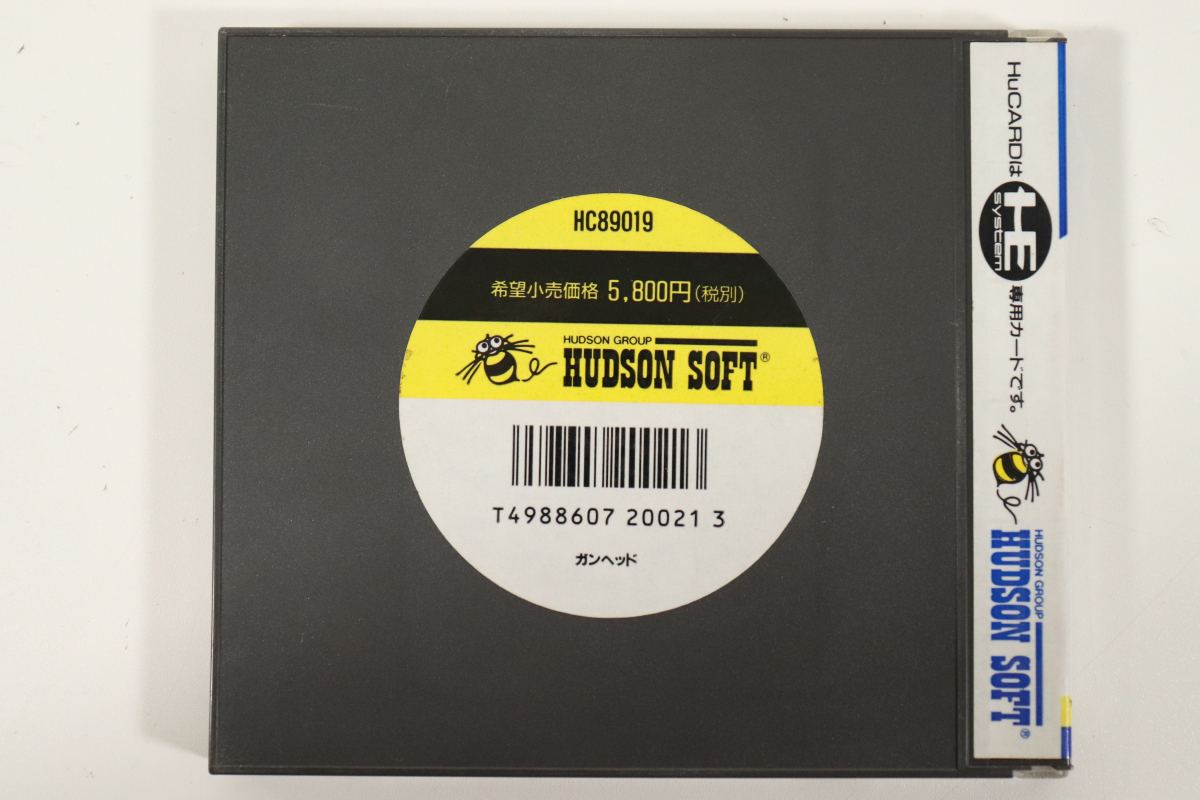 HC89019
希望小売価格 5,800円(税別)
HUDSON GROUP
HUDSON SOFT®
T4988607 20021 3
ガンヘッド
HuCARDは
HE
system
専用カードです。
HUDSON GROUP
HUDSON SOFT®